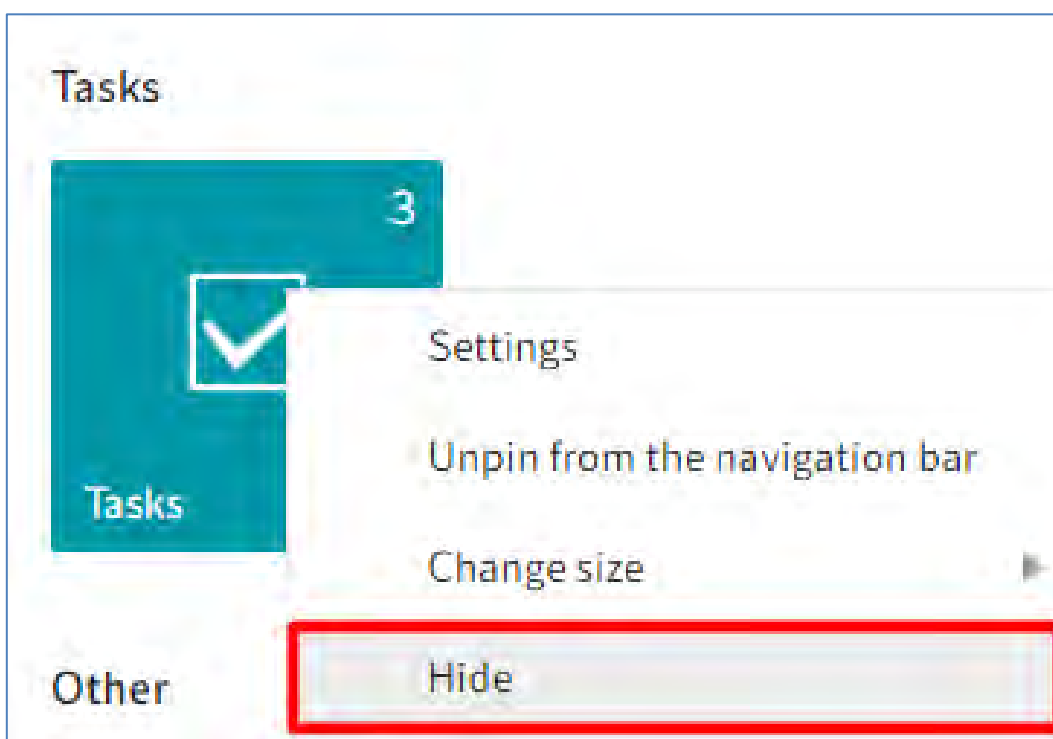 Tasks
3
Settings
Unpin from the navigation bar
Tasks
Change size
Other
Hide